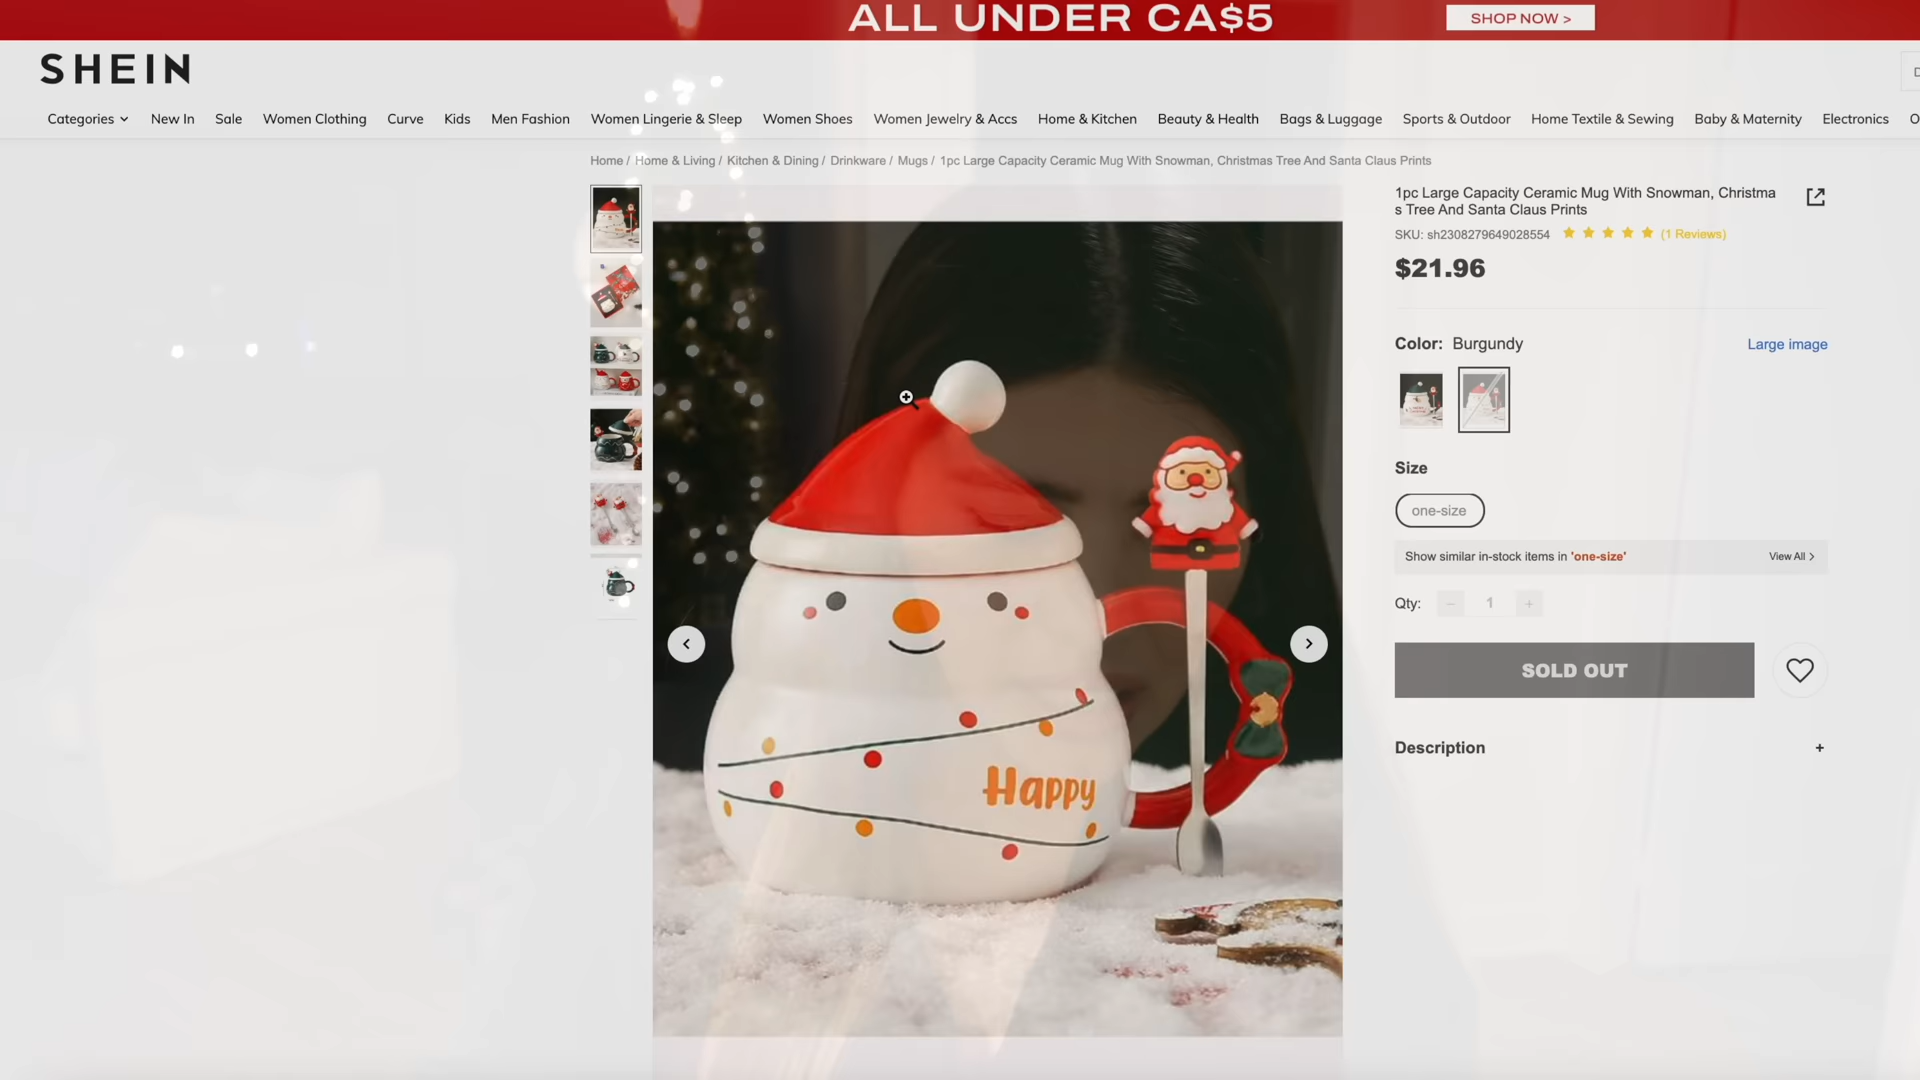 ALL UNDER CA$5
SHOP NOW >
SHEIN
Categories New In Sale Women Clothing Curve Kids Men Fashion Women Lingerie & Sleep Women Shoes Women Jewelry & Accs Home & Kitchen Beauty & Health Bags & Luggage Sports & Outdoor Home Textile & Sewing Baby & Maternity Electronics
Home / Home & Living / Kitchen & Dining / Drinkware / Mugs / 1pc Large Capacity Ceramic Mug With Snowman, Christmas Tree And Santa Claus Prints
1pc Large Capacity Ceramic Mug With Snowman, Christma
s Tree And Santa Claus Prints
SKU: sh2308279649028554 (1 Reviews)
$21.96
Color: Burgundy Large image
Size
one-size
Show similar in-stock items in 'one-size' View All >
Qty: − 1 +
SOLD OUT
Description +
Happy